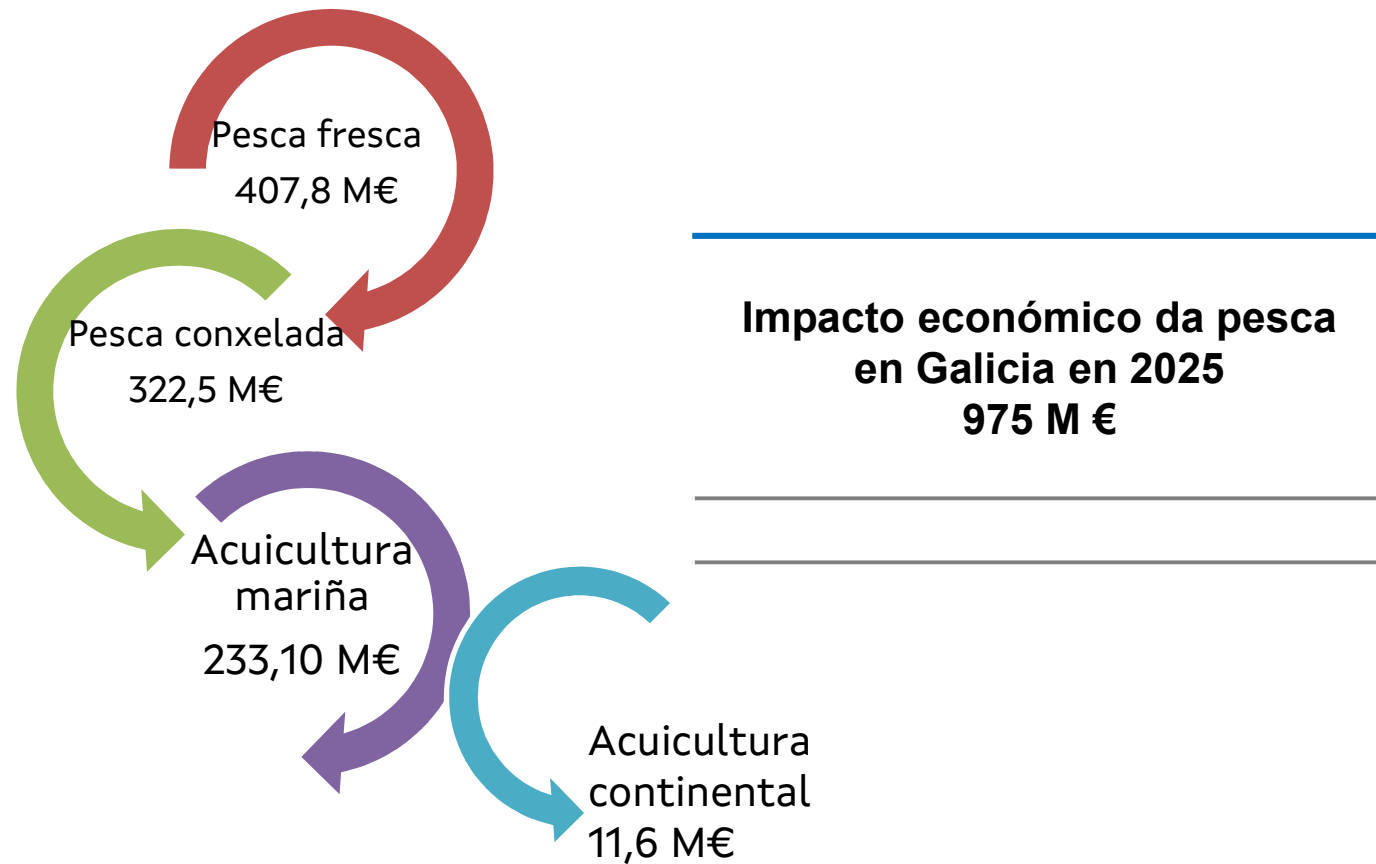 Pesca fresca
407,8 M€
Pesca conxelada
322,5 M€
Acuicultura
mariña
233,10 M€
Acuicultura
continental
11,6 M€
Impacto económico da pesca
en Galicia en 2025
975 M €